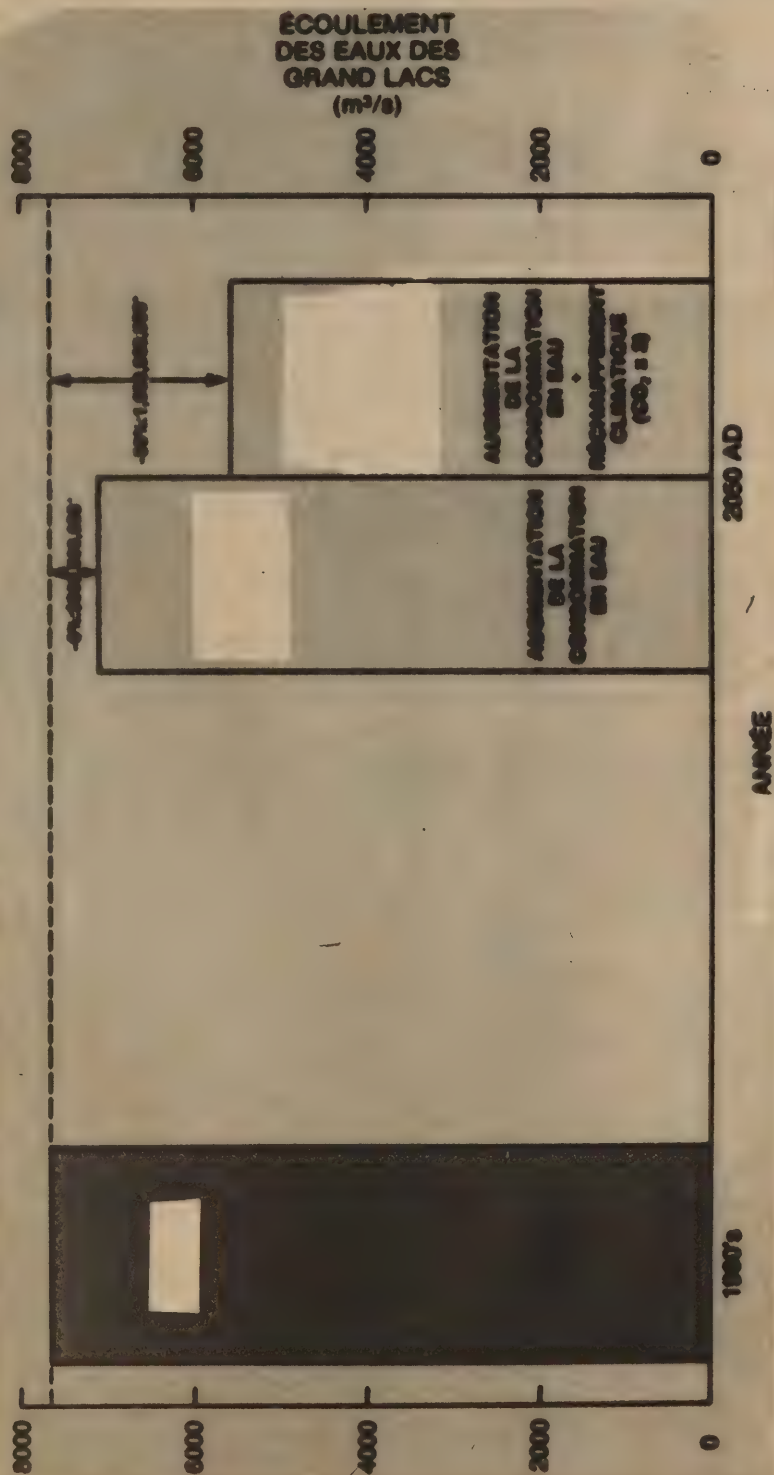 ÉCOULEMENT
DES EAUX DES
GRAND LACS
(m³/s)
8000
6000
4000
2000
0
AUGMENTATION
DE LA
CONSOMMATION
EN EAU
+
RÉCHAUFFEMENT
CLIMATIQUE
AUGMENTATION
DE LA
CONSOMMATION
EN EAU
2050 AD
ANNÉE
8000
6000
4000
2000
0